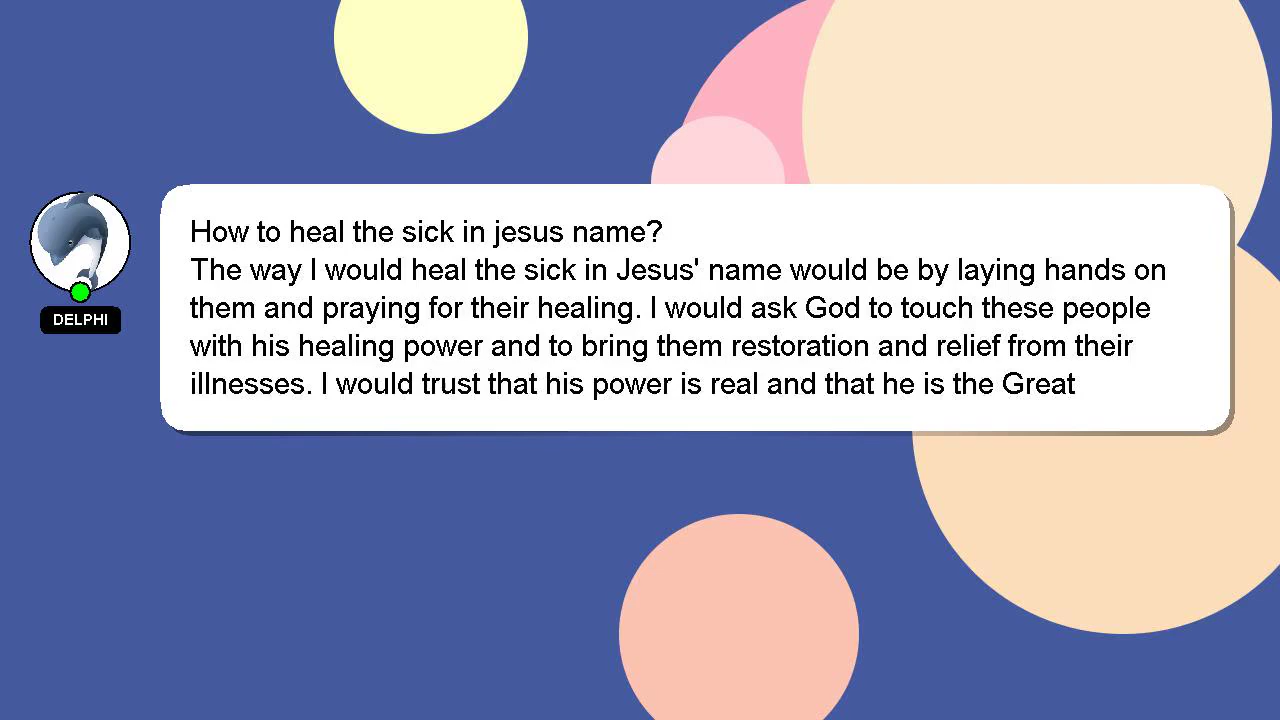 How to heal the sick in jesus name?
The way I would heal the sick in Jesus' name would be by laying hands on
them and praying for their healing. I would ask God to touch these people
with his healing power and to bring them restoration and relief from their
illnesses. I would trust that his power is real and that he is the Great
DELPHI